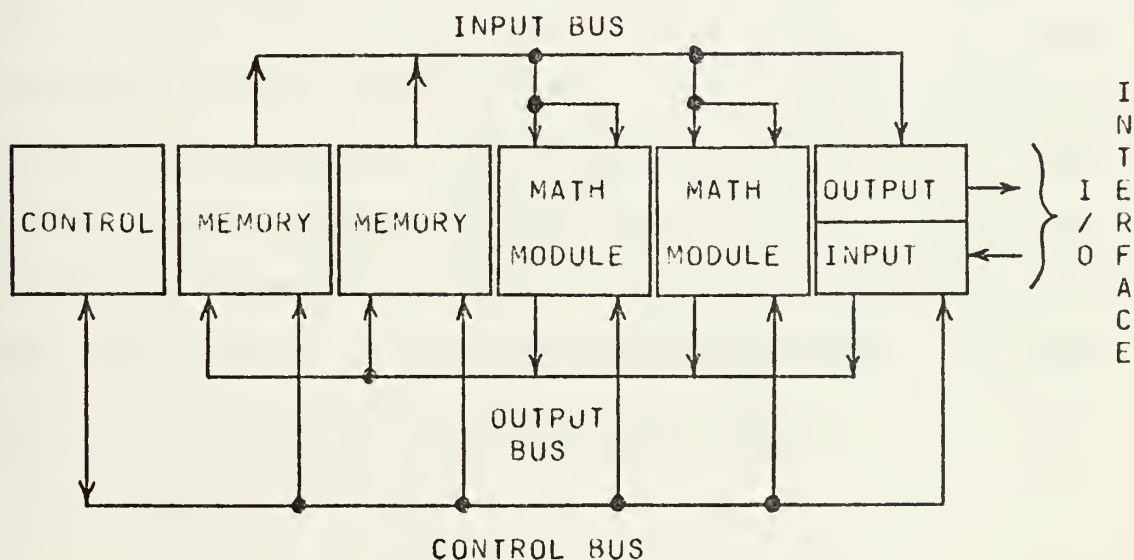 INPUT BUS
CONTROL
MEMORY
MEMORY
MATH
MODULE
MATH
MODULE
OUTPUT
INPUT
I/O
INTERFACE
OUTPUT
BUS
CONTROL BUS